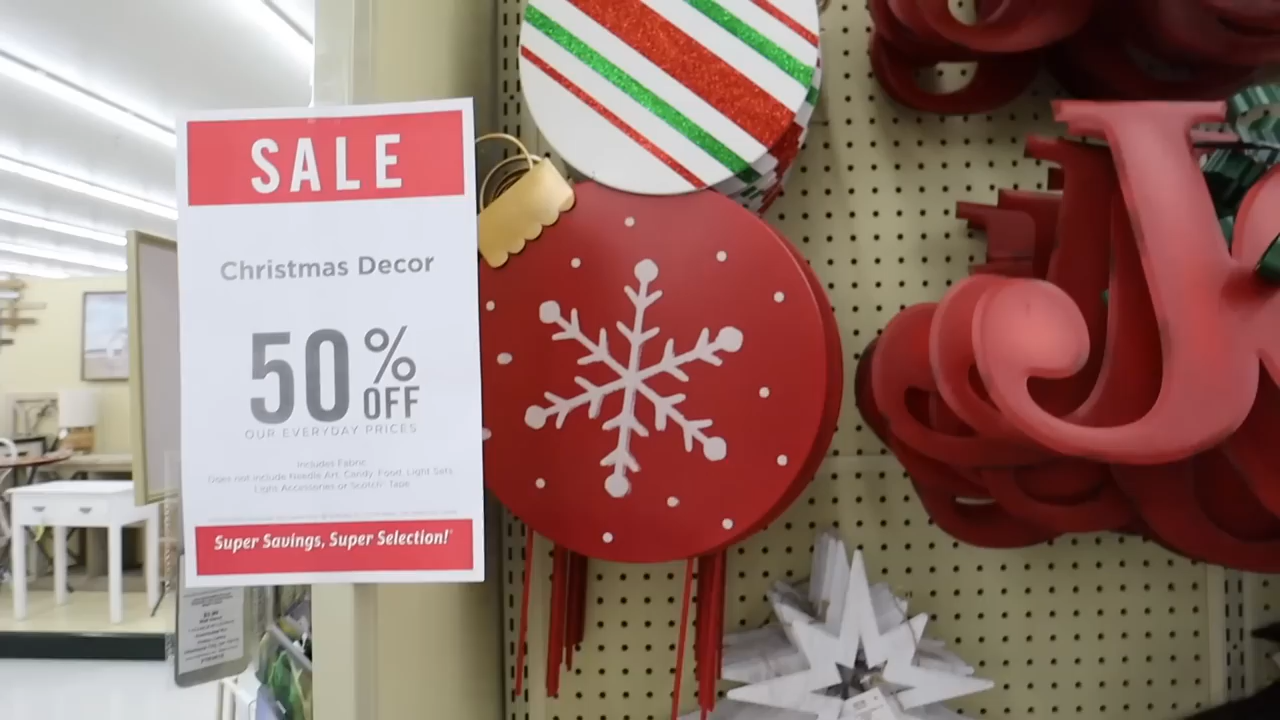 SALE
Christmas Decor
50% OFF
OUR EVERYDAY PRICES
Includes Fabric
Does not include Needle Art, Candy, Food, Light Sets,
Light Accessories or Scotch® Tape
Super Savings, Super Selection!